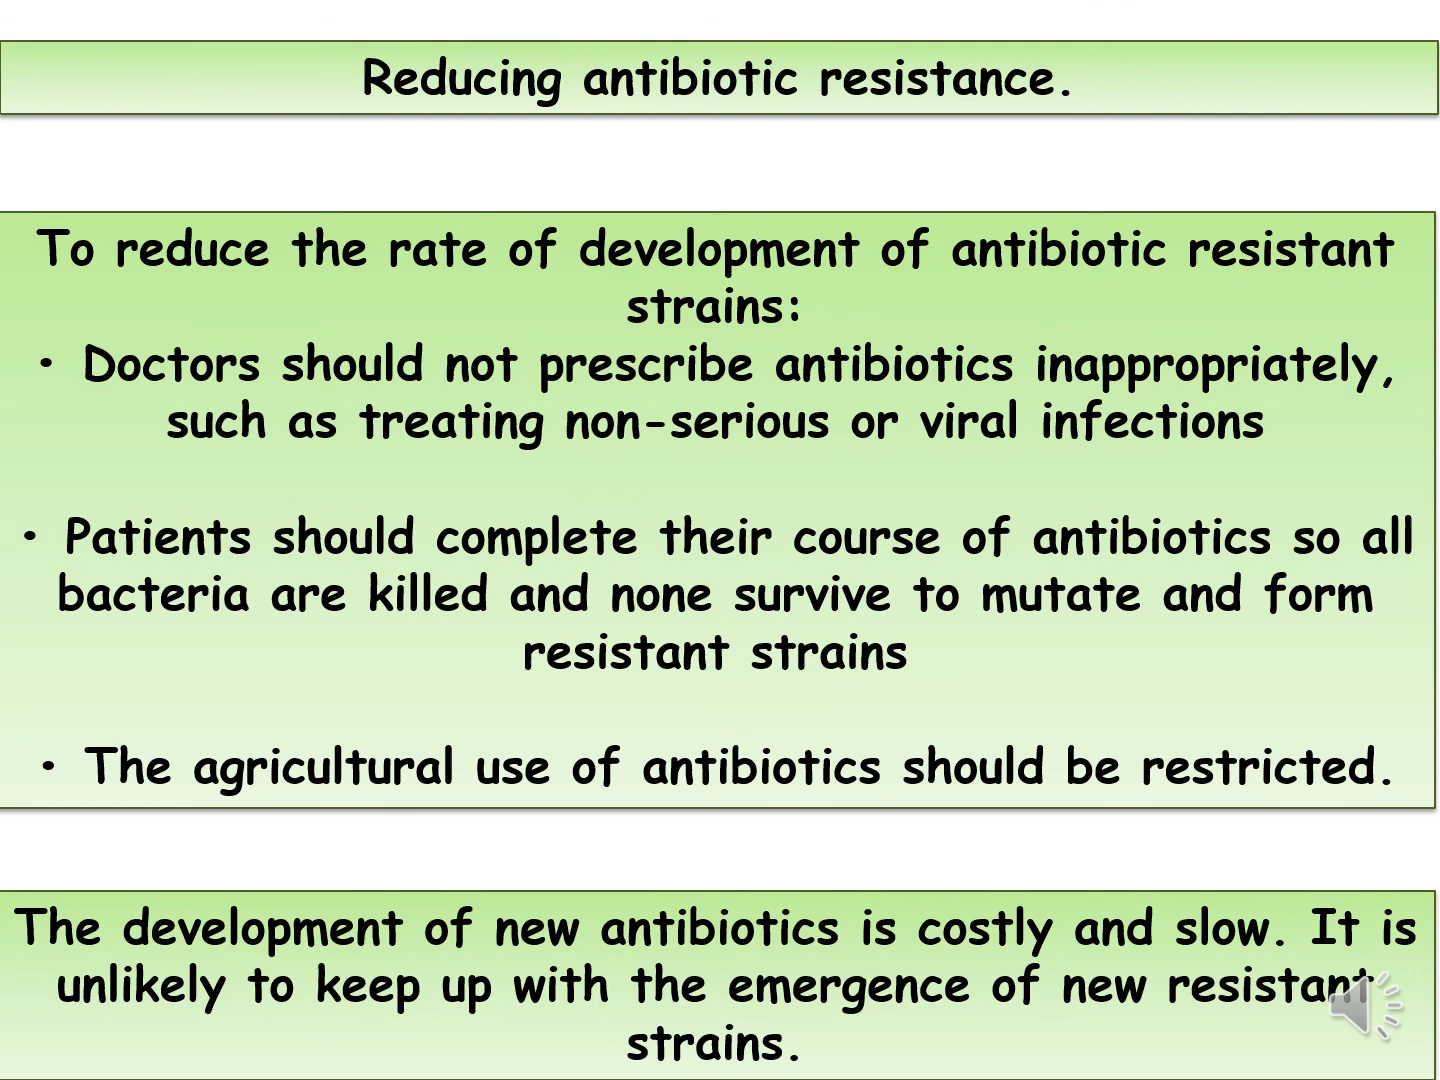 Reducing antibiotic resistance.
To reduce the rate of development of antibiotic resistant
strains:
• Doctors should not prescribe antibiotics inappropriately,
such as treating non-serious or viral infections
• Patients should complete their course of antibiotics so all
bacteria are killed and none survive to mutate and form
resistant strains
• The agricultural use of antibiotics should be restricted.
The development of new antibiotics is costly and slow. It is
unlikely to keep up with the emergence of new resistant
strains.